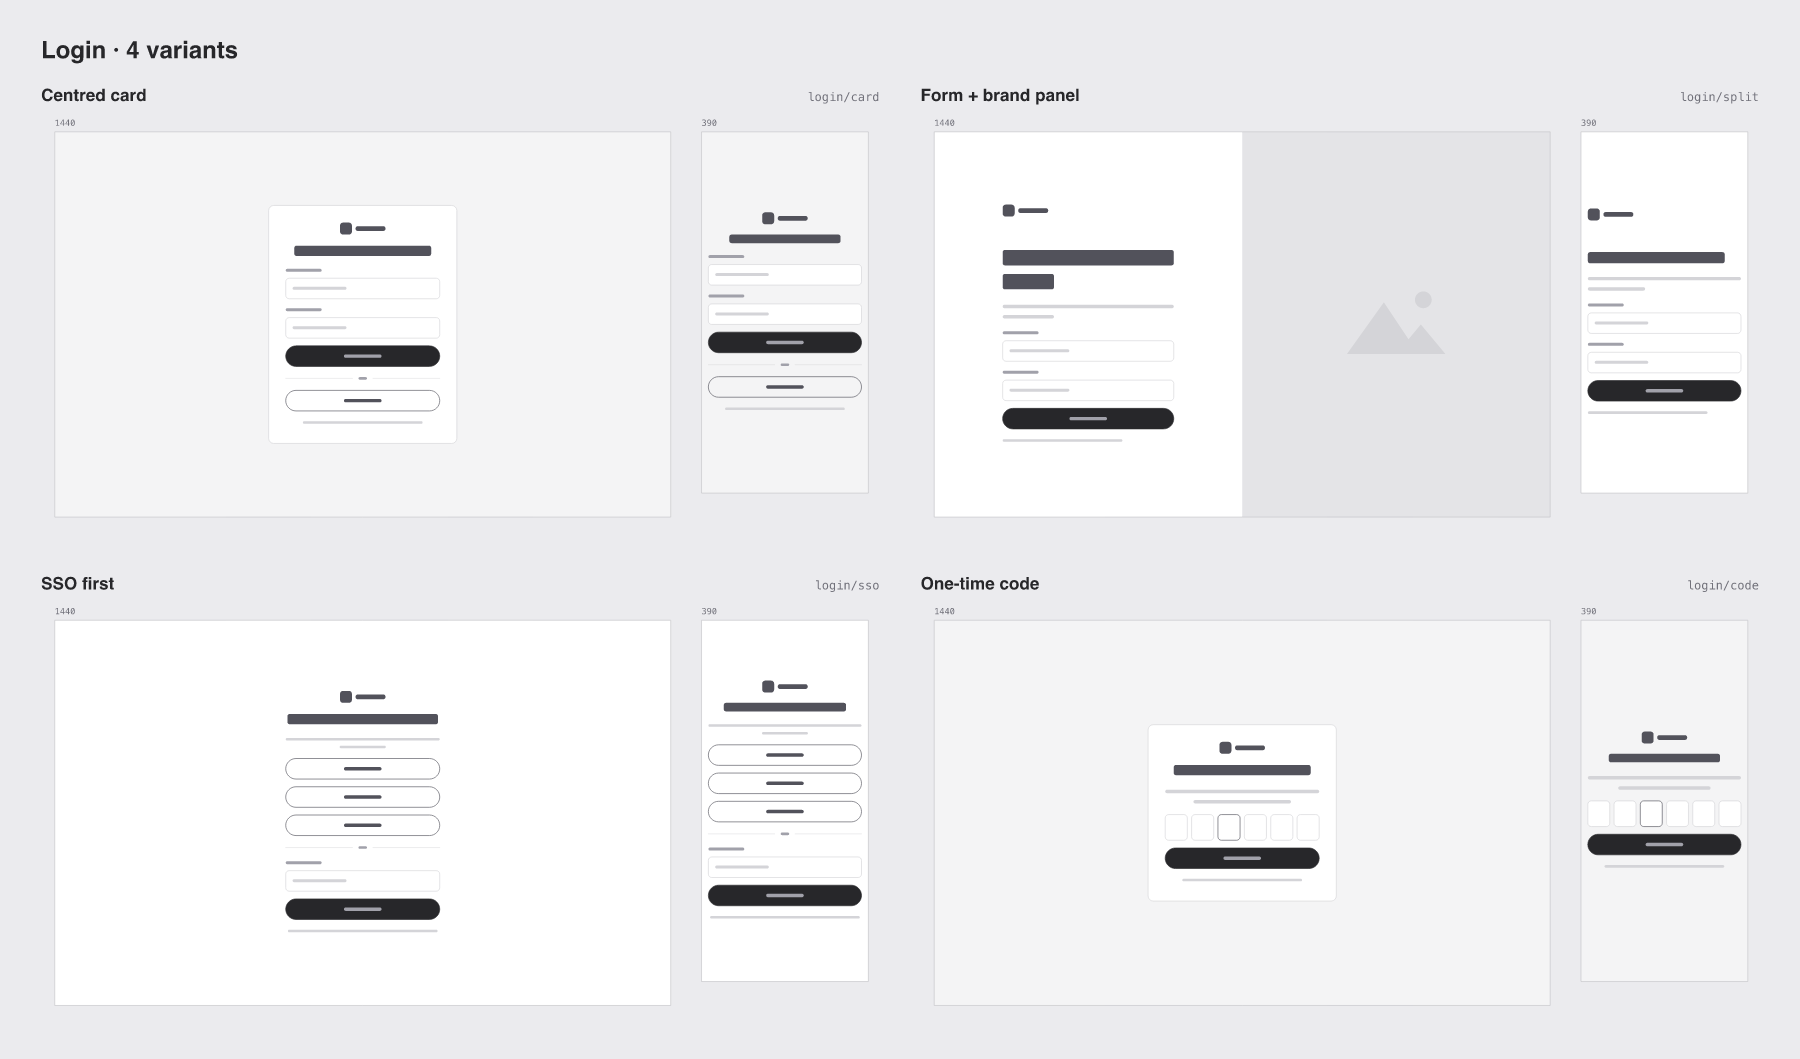 Login · 4 variants
Centred card
login/card
1440
390
Form + brand panel
login/split
1440
390
SSO first
login/sso
1440
390
One-time code
login/code
1440
390